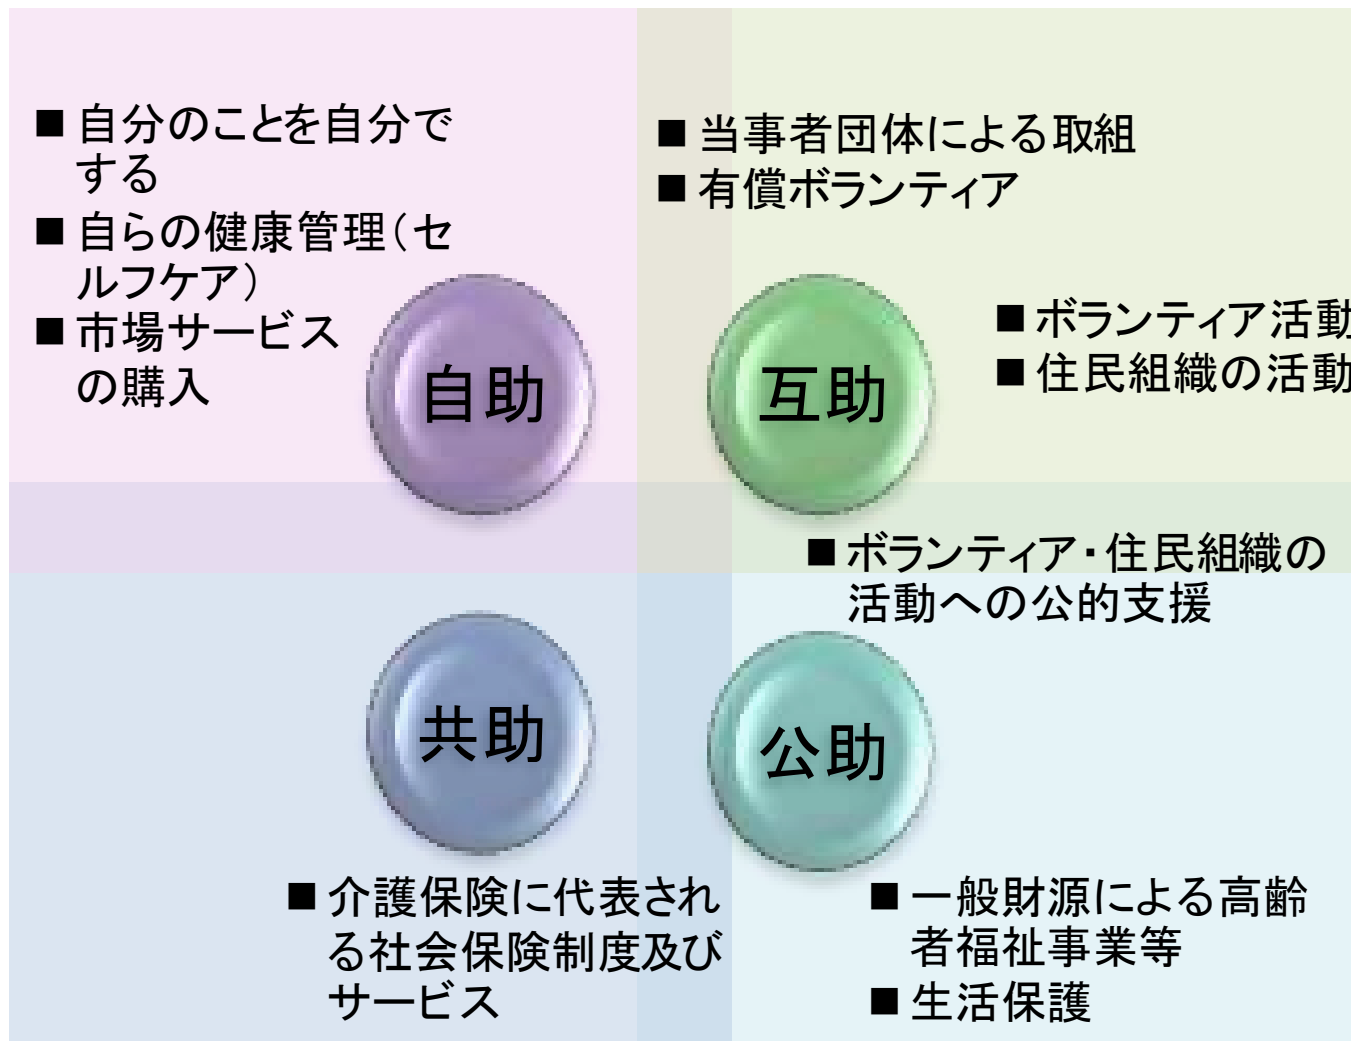 ■自分のことを自分で
する
■自らの健康管理(セ
ルフケア)
■市場サービス
の購入
自助
■当事者団体による取組
■有償ボランティア
■ボランティア活動
■住民組織の活動
互助
■ボランティア・住民組織の
活動への公的支援
共助
公助
■介護保険に代表され
る社会保険制度及び
サービス
■一般財源による高齢
者福祉事業等
■生活保護